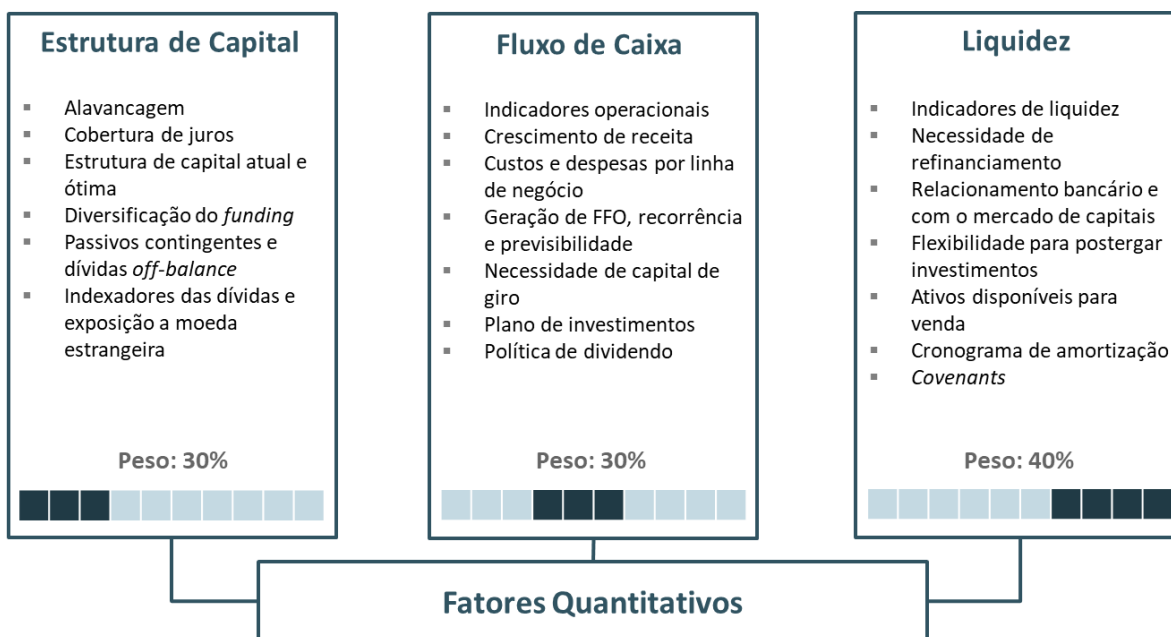 Estrutura de Capital
▪ Alavancagem
▪ Cobertura de juros
▪ Estrutura de capital atual e
ótima
▪ Diversificação do funding
▪ Passivos contingentes e
dívidas off-balance
▪ Indexadores das dívidas e
exposição a moeda
estrangeira
Peso: 30%
Fluxo de Caixa
▪ Indicadores operacionais
▪ Crescimento de receita
▪ Custos e despesas por linha
de negócio
▪ Geração de FFO, recorrência
e previsibilidade
▪ Necessidade de capital de
giro
▪ Plano de investimentos
▪ Política de dividendo
Peso: 30%
Liquidez
▪ Indicadores de liquidez
▪ Necessidade de
refinanciamento
▪ Relacionamento bancário e
com o mercado de capitais
▪ Flexibilidade para postergar
investimentos
▪ Ativos disponíveis para
venda
▪ Cronograma de amortização
▪ Covenants
Peso: 40%
Fatores Quantitativos